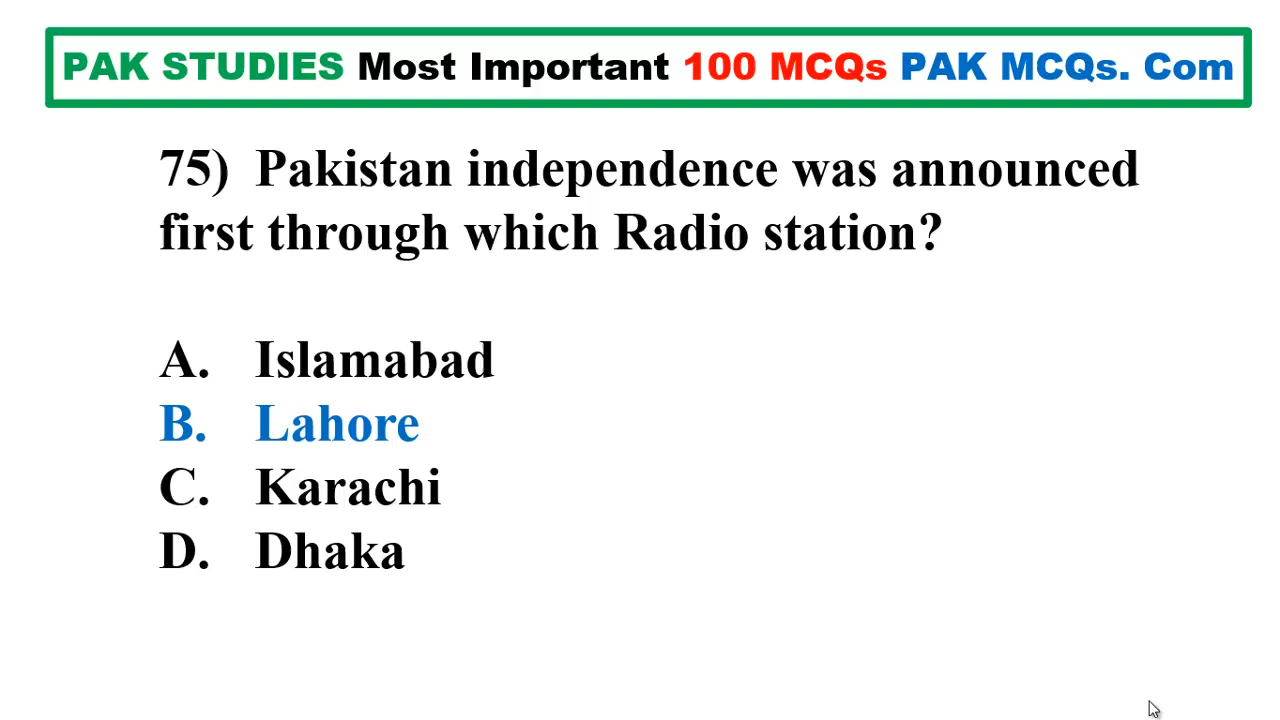 PAK STUDIES Most Important 100 MCQs PAK MCQs. Com
75) Pakistan independence was announced
first through which Radio station?
A. Islamabad
B. Lahore
C. Karachi
D. Dhaka